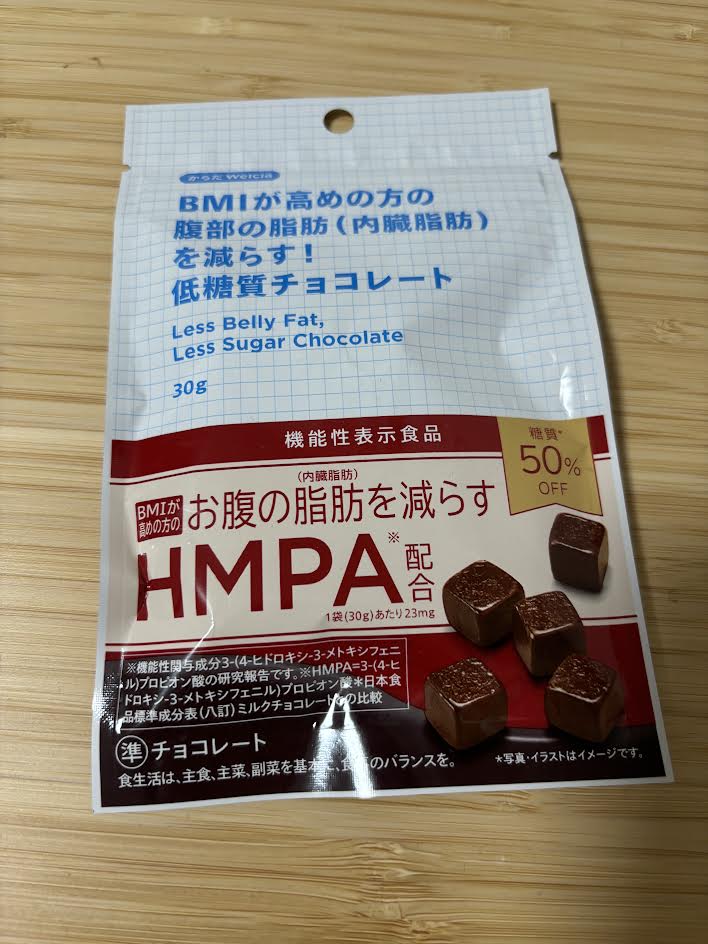 からだ welcia
BMIが高めの方の
腹部の脂肪(内臓脂肪)
を減らす!
低糖質チョコレート
Less Belly Fat,
Less Sugar Chocolate
30g
機能性表示食品
糖質*
50%
OFF
(内臓脂肪)
BMIが
高めの方の
お腹の脂肪を減らす
HMPA※
配合
1袋(30g)あたり23mg
※機能性関与成分3-(4-ヒドロキシ-3-メトキシフェニ
ル)プロピオン酸の研究報告です。※HMPA=3-(4-ヒ
ドロキシ-3-メトキシフェニル)プロピオン酸*日本食
品標準成分表(八訂)ミルクチョコレートの比較
準チョコレート
食生活は、主食、主菜、副菜を基本に、食のバランスを。
*写真・イラストはイメージです。